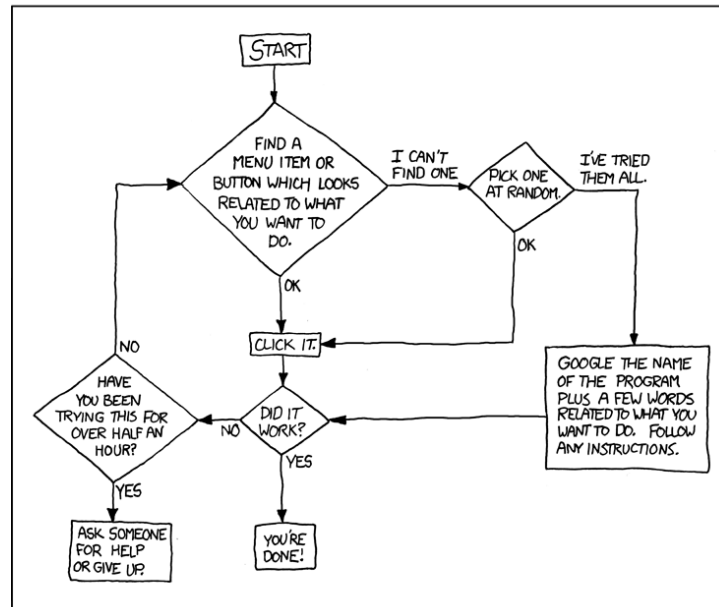 START
FIND A
MENU ITEM OR
BUTTON WHICH LOOKS
RELATED TO WHAT
YOU WANT TO
DO.
I CAN'T
FIND ONE
PICK ONE
AT RANDOM.
I'VE TRIED
THEM ALL.
OK
OK
CLICK IT.
NO
GOOGLE THE NAME
OF THE PROGRAM
PLUS A FEW WORDS
RELATED TO WHAT YOU
WANT TO DO. FOLLOW
ANY INSTRUCTIONS.
HAVE
YOU BEEN
TRYING THIS FOR
OVER HALF AN
HOUR?
NO
DID IT
WORK?
YES
YES
ASK SOMEONE
FOR HELP
OR GIVE UP.
YOU'RE
DONE!